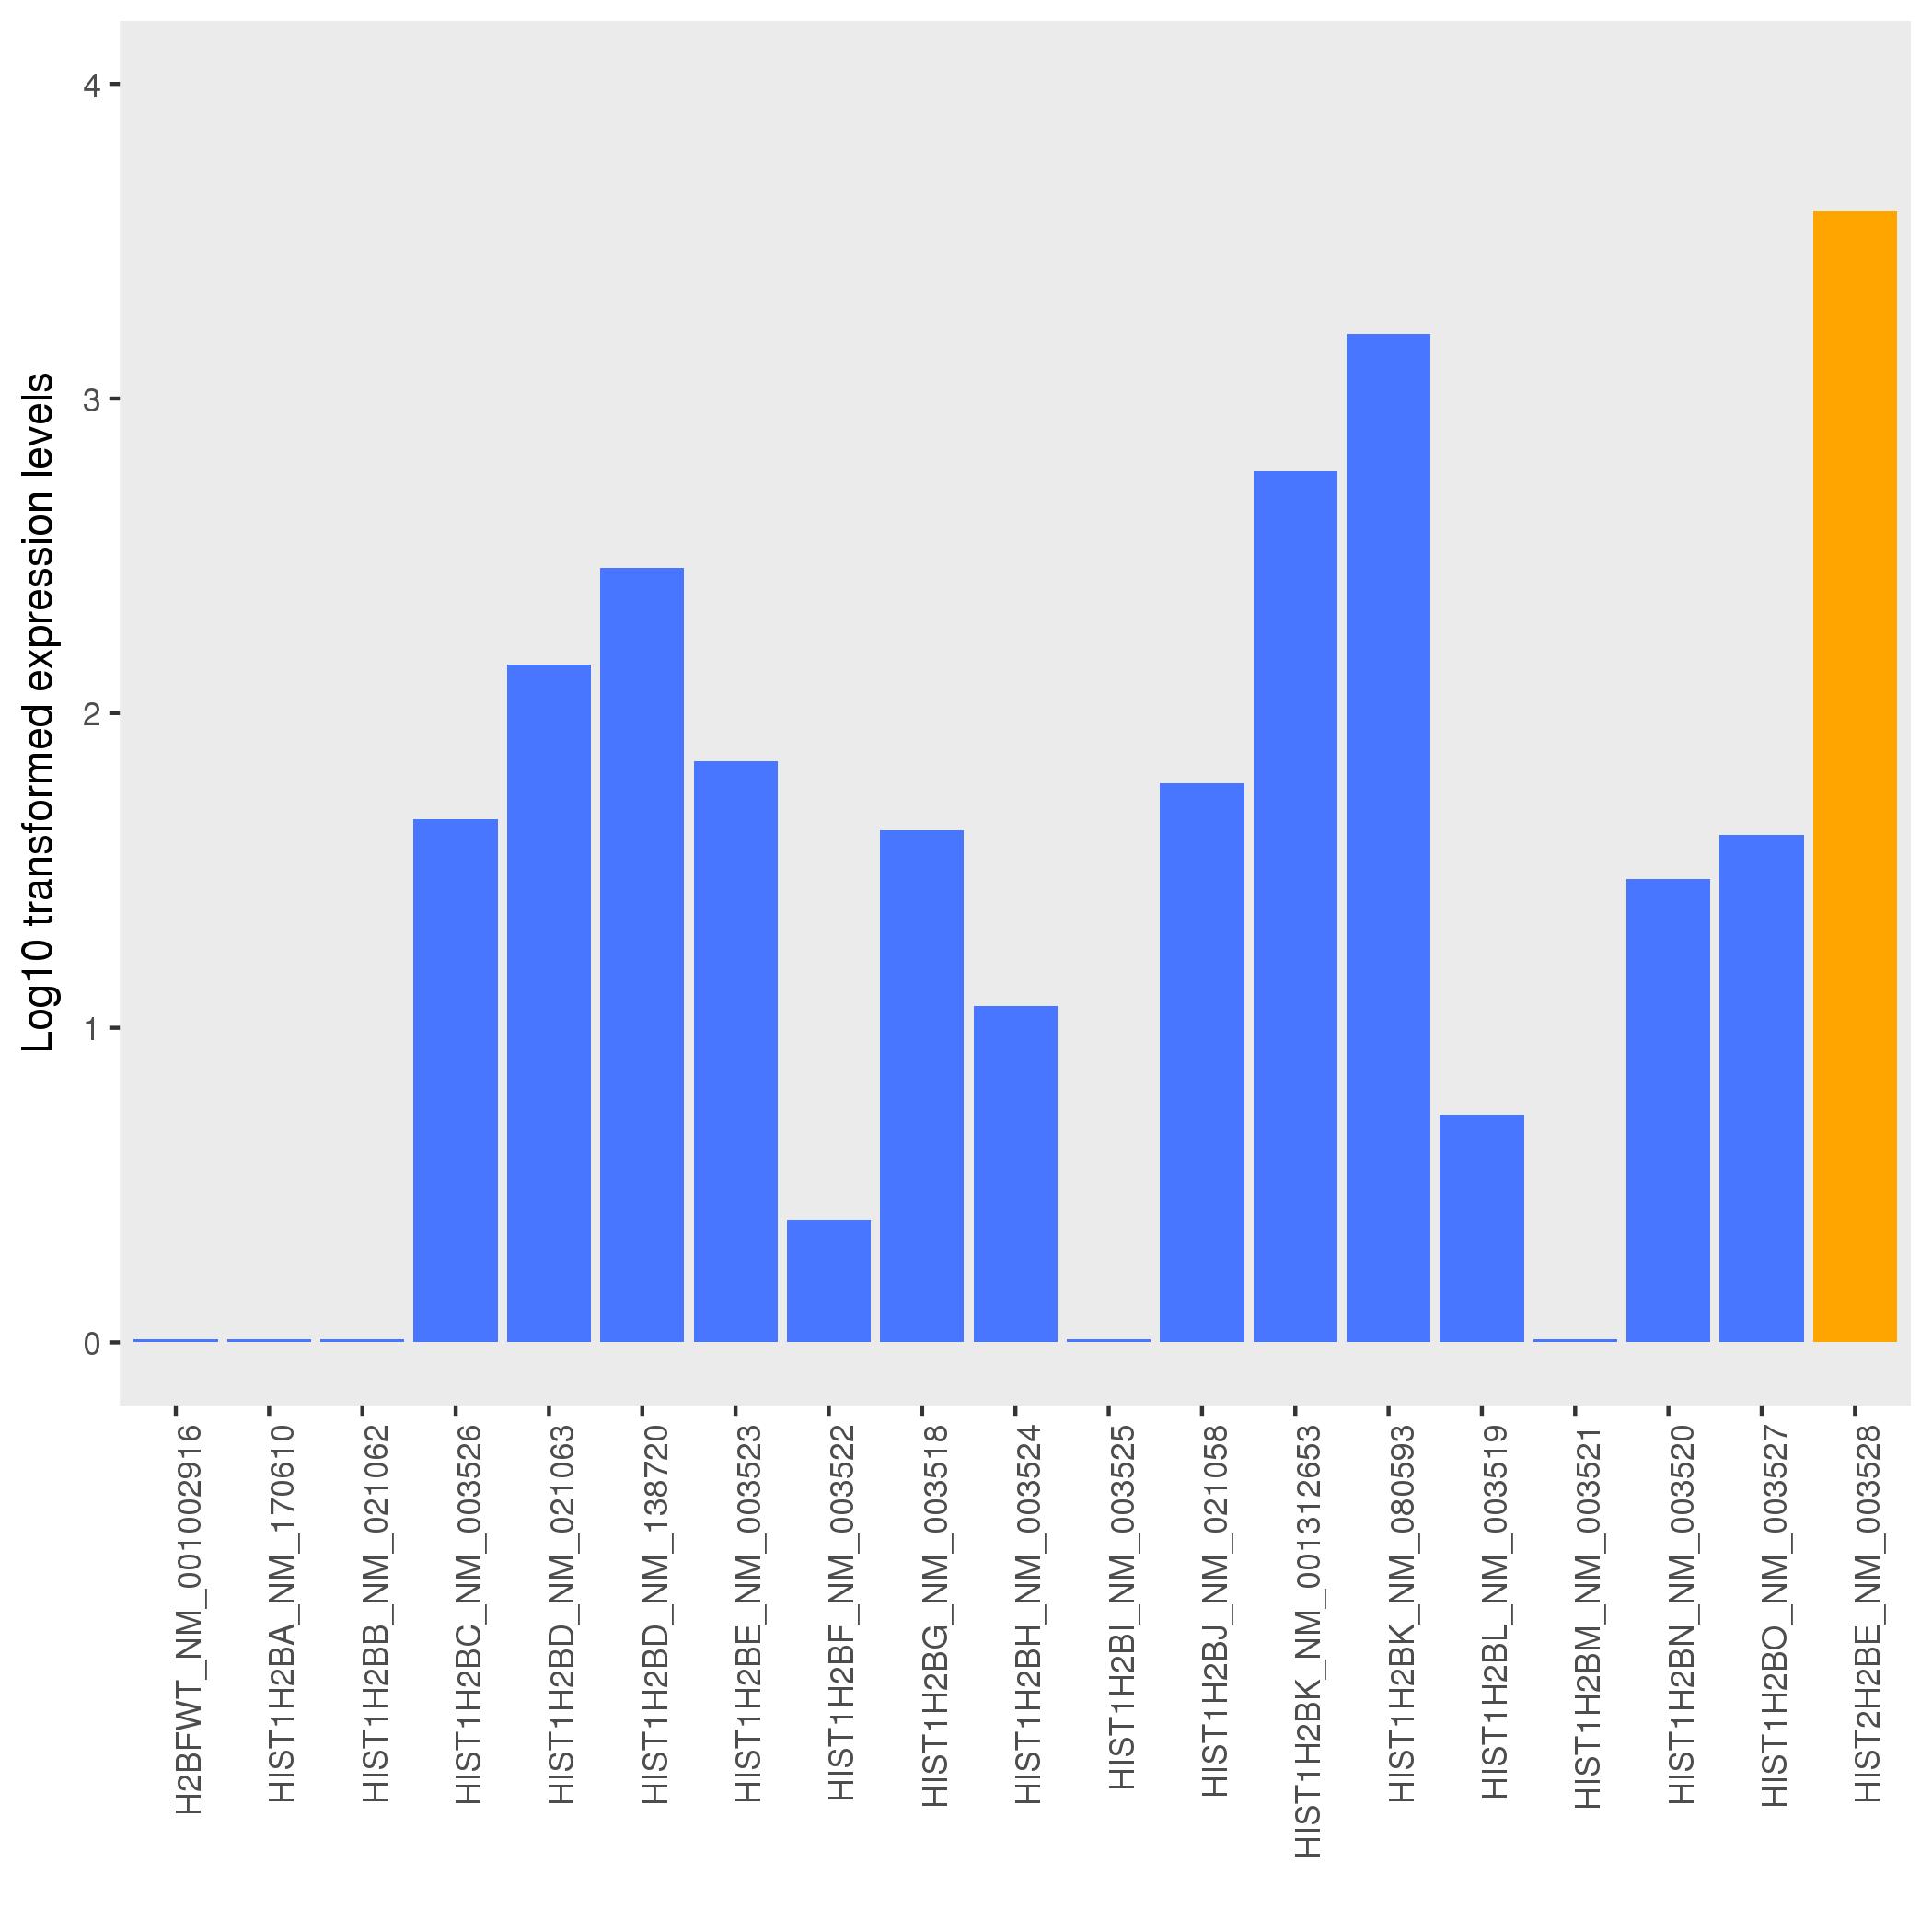 Log10 transformed expression levels
4
3
2
1
0
H2BFWT_NM_001002916
HIST1H2BA_NM_170610
HIST1H2BB_NM_021062
HIST1H2BC_NM_003526
HIST1H2BD_NM_021063
HIST1H2BD_NM_138720
HIST1H2BE_NM_003523
HIST1H2BF_NM_003522
HIST1H2BG_NM_003518
HIST1H2BH_NM_003524
HIST1H2BI_NM_003525
HIST1H2BJ_NM_021058
HIST1H2BK_NM_001312653
HIST1H2BK_NM_080593
HIST1H2BL_NM_003519
HIST1H2BM_NM_003521
HIST1H2BN_NM_003520
HIST1H2BO_NM_003527
HIST2H2BE_NM_003528